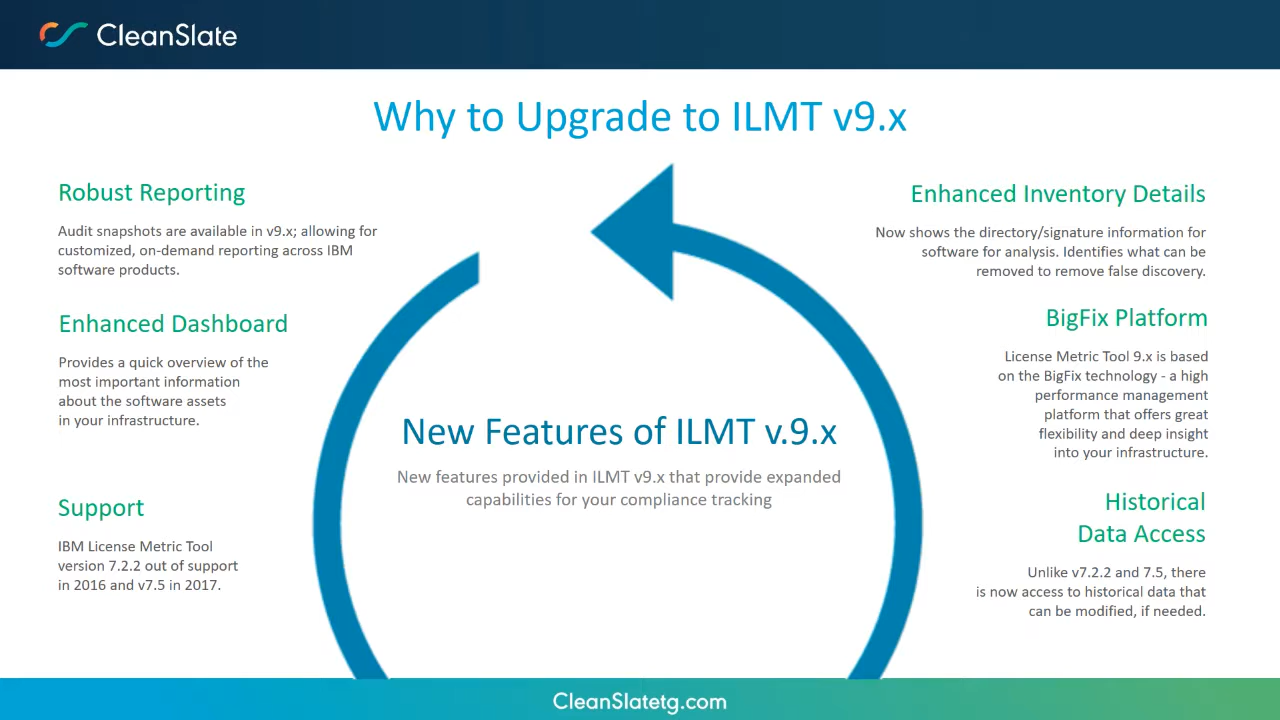 CleanSlate
Why to Upgrade to ILMT v9.x
Robust Reporting
Audit snapshots are available in v9.x; allowing for
customized, on-demand reporting across IBM
software products.
Enhanced Dashboard
Provides a quick overview of the
most important information
about the software assets
in your infrastructure.
Support
IBM License Metric Tool
version 7.2.2 out of support
in 2016 and v7.5 in 2017.
New Features of ILMT v.9.x
New features provided in ILMT v9.x that provide expanded
capabilities for your compliance tracking
Enhanced Inventory Details
Now shows the directory/signature information for
software for analysis. Identifies what can be
removed to remove false discovery.
BigFix Platform
License Metric Tool 9.x is based
on the BigFix technology - a high
performance management
platform that offers great
flexibility and deep insight
into your infrastructure.
Historical
Data Access
Unlike v7.2.2 and 7.5, there
is now access to historical data that
can be modified, if needed.
CleanSlatetg.com